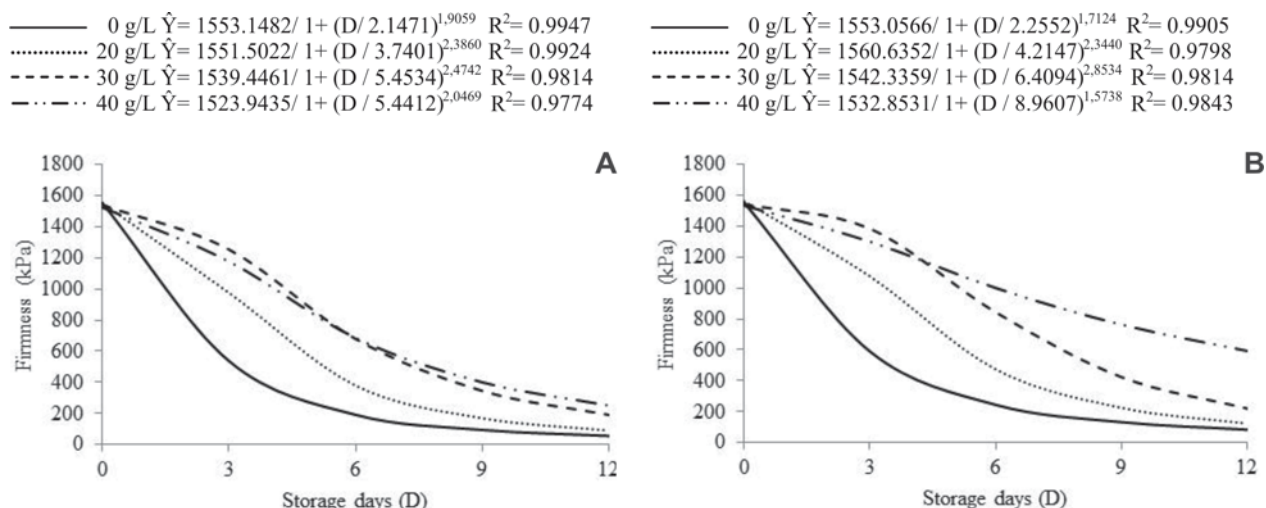 0 g/L Ŷ= 1553.1482/ 1+ (D/ 2.1471)^1,9059 R²= 0.9947
20 g/L Ŷ= 1551.5022/ 1+ (D / 3.7401)^2,3860 R²= 0.9924
30 g/L Ŷ= 1539.4461/ 1+ (D / 5.4534)^2,4742 R²= 0.9814
40 g/L Ŷ= 1523.9435/ 1+ (D / 5.4412)^2,0469 R²= 0.9774
0 g/L Ŷ= 1553.0566/ 1+ (D / 2.2552)^1,7124 R²= 0.9905
20 g/L Ŷ= 1560.6352/ 1+ (D / 4.2147)^2,3440 R²= 0.9798
30 g/L Ŷ= 1542.3359/ 1+ (D / 6.4094)^2,8534 R²= 0.9814
40 g/L Ŷ= 1532.8531/ 1+ (D / 8.9607)^1,5738 R²= 0.9843
A
Firmness (kPa)
1800
1600
1400
1200
1000
800
600
400
200
0
0 3 6 9 12
Storage days (D)
B
Firmness (kPa)
1800
1600
1400
1200
1000
800
600
400
200
0
0 3 6 9 12
Storage days (D)